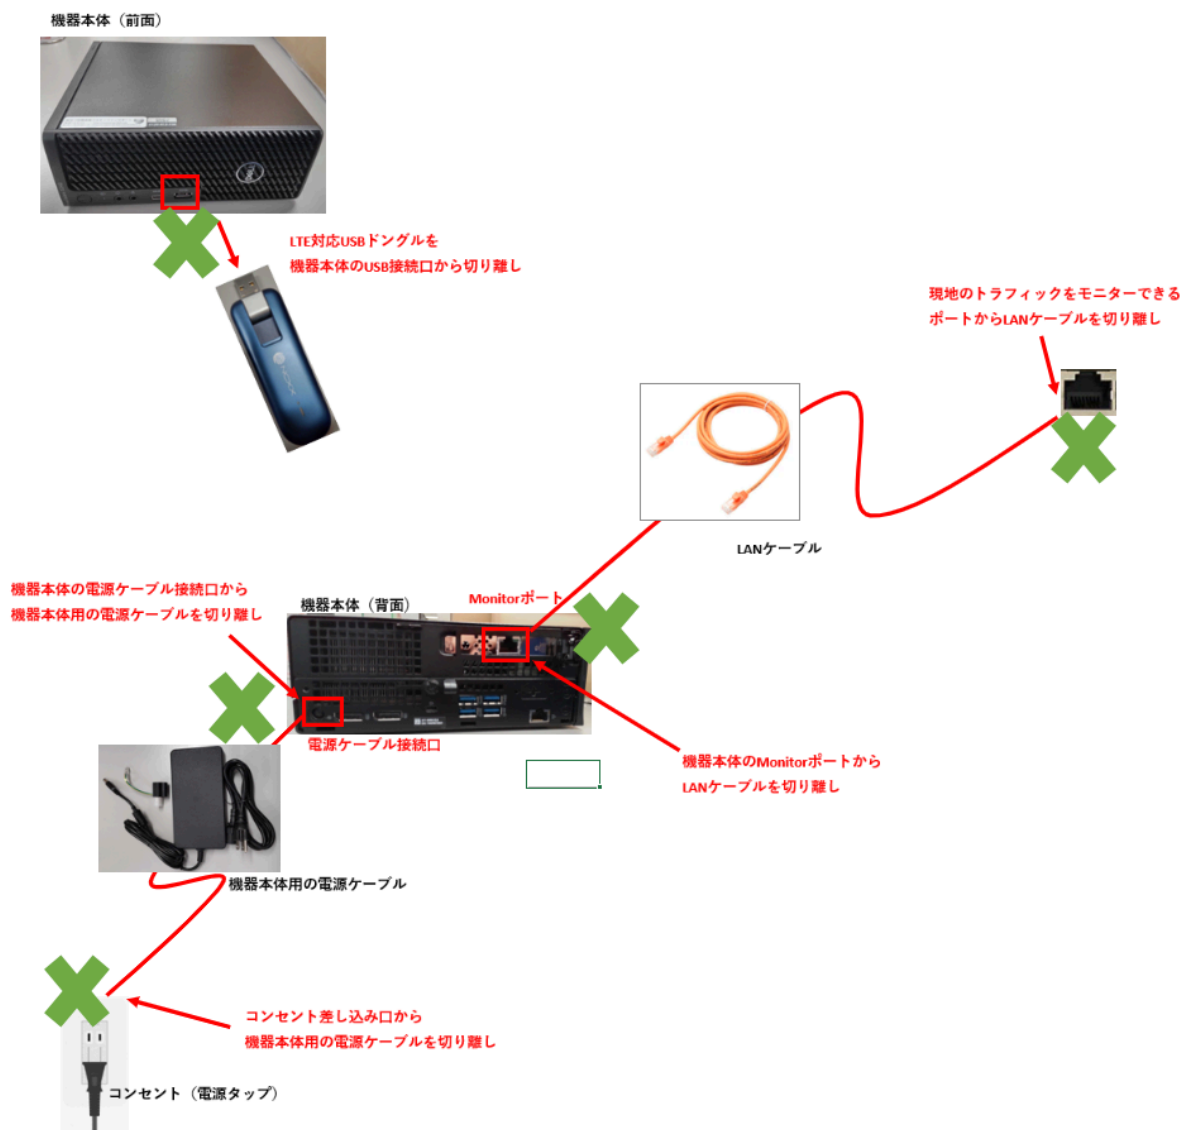 機器本体（前面）
LTE対応USBドングルを
機器本体のUSB接続口から切り離し
現地のトラフィックをモニターできる
ポートからLANケーブルを切り離し
LANケーブル
機器本体の電源ケーブル接続口から
機器本体用の電源ケーブルを切り離し
機器本体（背面）
Monitorポート
電源ケーブル接続口
機器本体のMonitorポートから
LANケーブルを切り離し
機器本体用の電源ケーブル
コンセント差し込み口から
機器本体用の電源ケーブルを切り離し
コンセント（電源タップ）